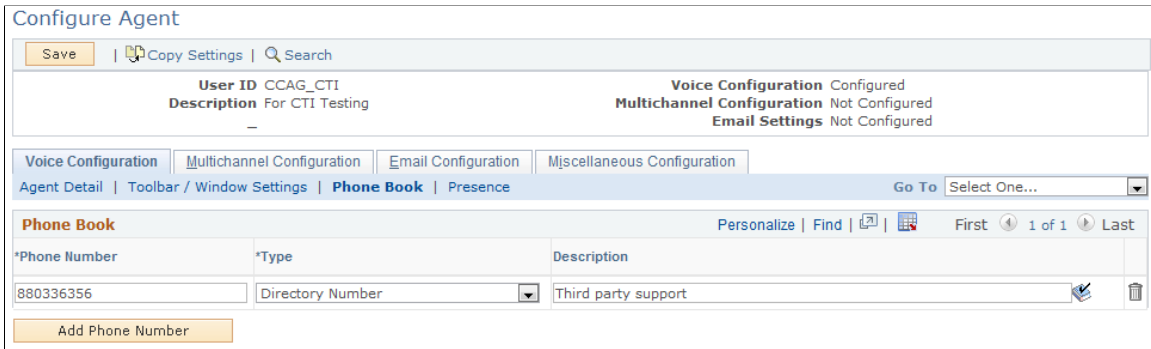 Configure Agent
Save | Copy Settings | Search
User ID CCAG_CTI Voice Configuration Configured
Description For CTI Testing Multichannel Configuration Not Configured
_ Email Settings Not Configured
Voice Configuration Multichannel Configuration Email Configuration Miscellaneous Configuration
Agent Detail | Toolbar / Window Settings | Phone Book | Presence Go To Select One...
Phone Book Personalize | Find | | First 1 of 1 Last
*Phone Number *Type Description
880336356 Directory Number Third party support
Add Phone Number